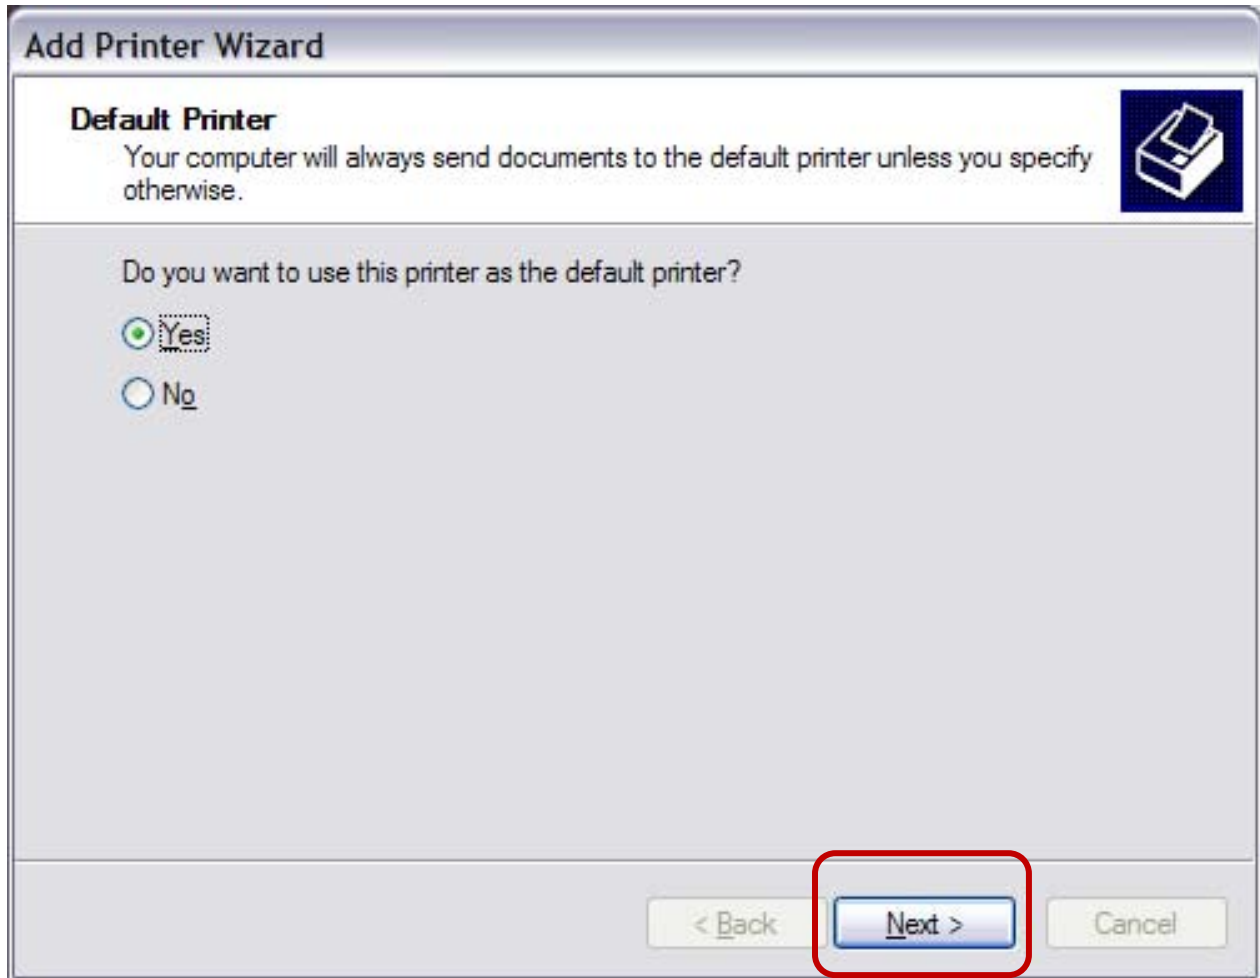 Add Printer Wizard
Default Printer
Your computer will always send documents to the default printer unless you specify
otherwise.
Do you want to use this printer as the default printer?
Yes
No
< Back
Next >
Cancel